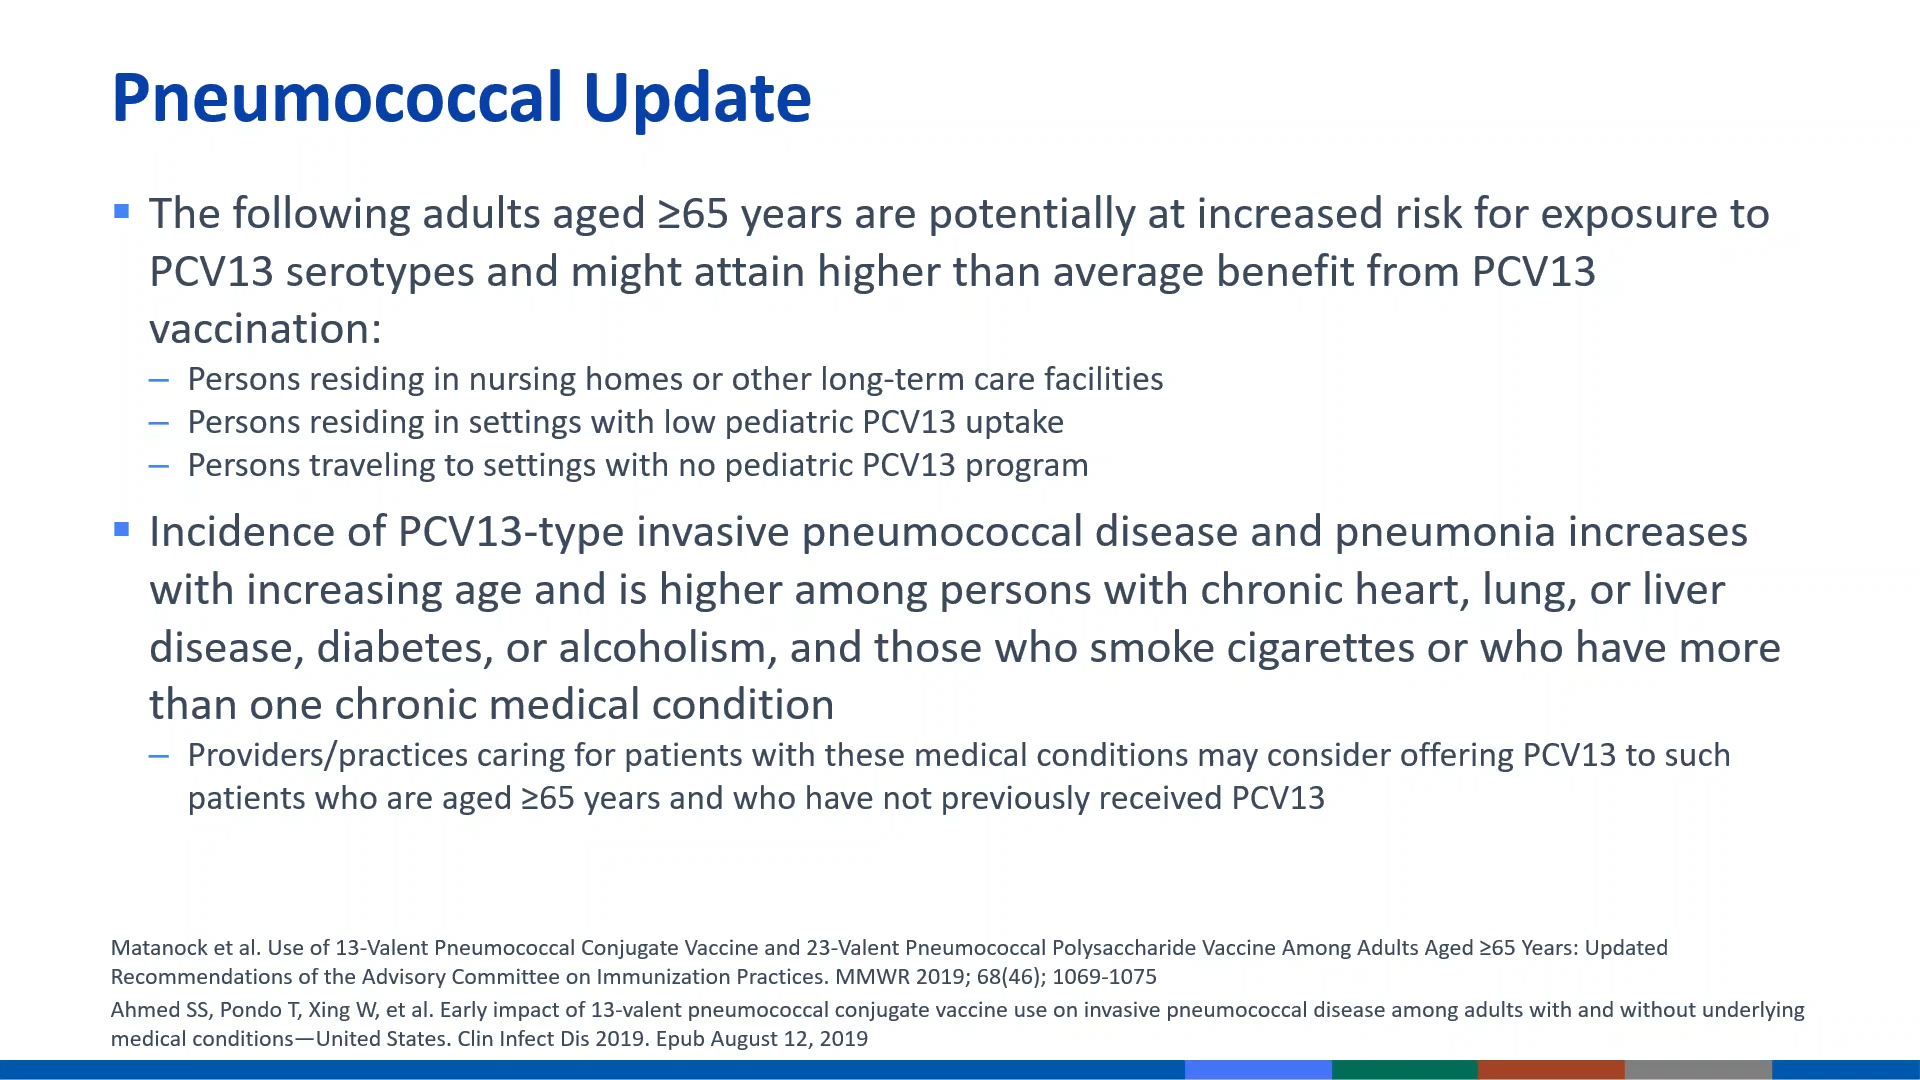 Pneumococcal Update
▪ The following adults aged ≥65 years are potentially at increased risk for exposure to
PCV13 serotypes and might attain higher than average benefit from PCV13
vaccination:
– Persons residing in nursing homes or other long-term care facilities
– Persons residing in settings with low pediatric PCV13 uptake
– Persons traveling to settings with no pediatric PCV13 program
▪ Incidence of PCV13-type invasive pneumococcal disease and pneumonia increases
with increasing age and is higher among persons with chronic heart, lung, or liver
disease, diabetes, or alcoholism, and those who smoke cigarettes or who have more
than one chronic medical condition
– Providers/practices caring for patients with these medical conditions may consider offering PCV13 to such
patients who are aged ≥65 years and who have not previously received PCV13
Matanock et al. Use of 13-Valent Pneumococcal Conjugate Vaccine and 23-Valent Pneumococcal Polysaccharide Vaccine Among Adults Aged ≥65 Years: Updated
Recommendations of the Advisory Committee on Immunization Practices. MMWR 2019; 68(46); 1069-1075
Ahmed SS, Pondo T, Xing W, et al. Early impact of 13-valent pneumococcal conjugate vaccine use on invasive pneumococcal disease among adults with and without underlying
medical conditions—United States. Clin Infect Dis 2019. Epub August 12, 2019